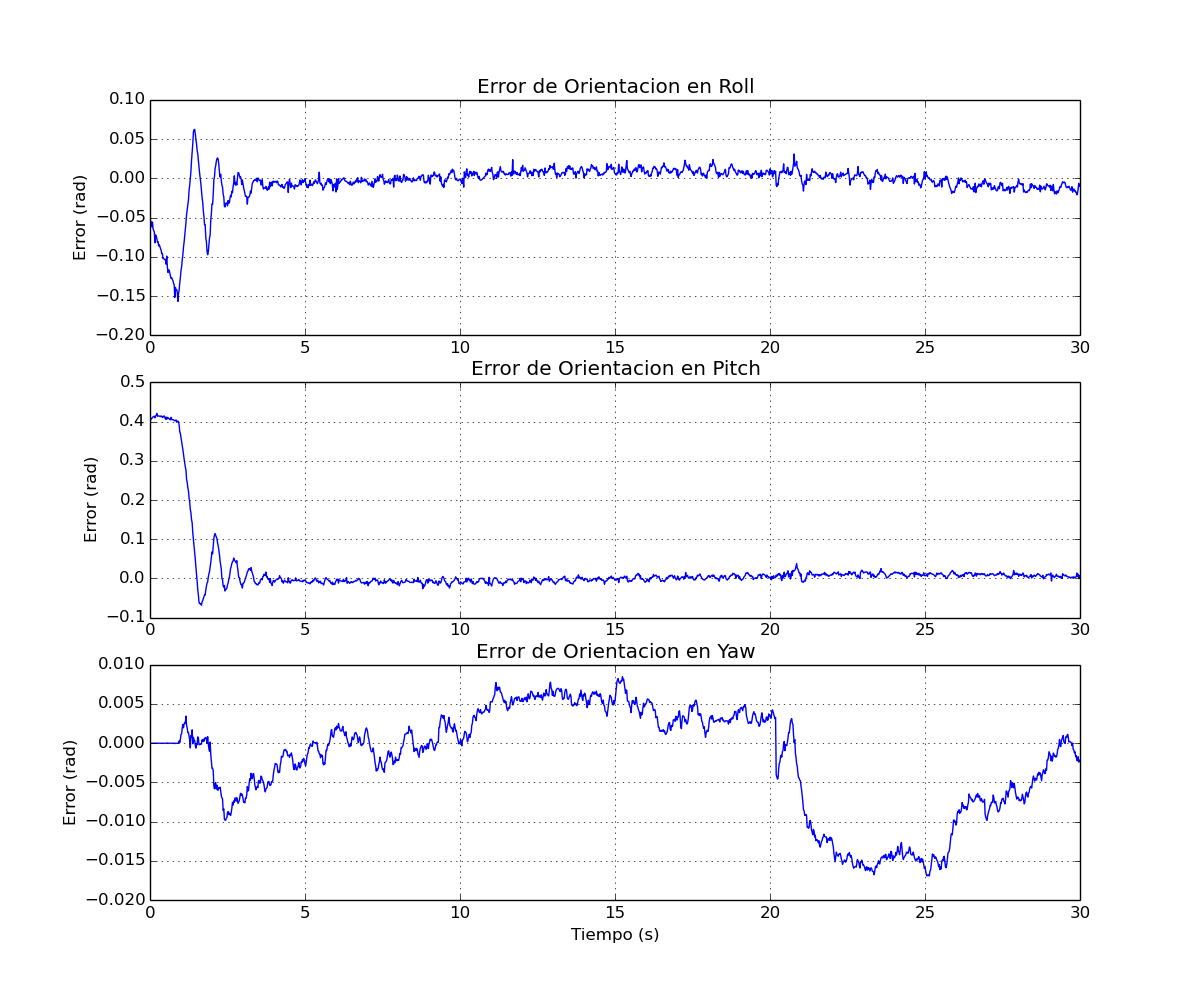 Error de Orientacion en Roll
0.10
0.05
0.00
−0.05
−0.10
−0.15
−0.20
Error (rad)
0 5 10 15 20 25 30
Error de Orientacion en Pitch
0.5
0.4
0.3
0.2
0.1
0.0
−0.1
Error (rad)
0 5 10 15 20 25 30
Error de Orientacion en Yaw
0.010
0.005
0.000
−0.005
−0.010
−0.015
−0.020
Error (rad)
0 5 10 15 20 25 30
Tiempo (s)